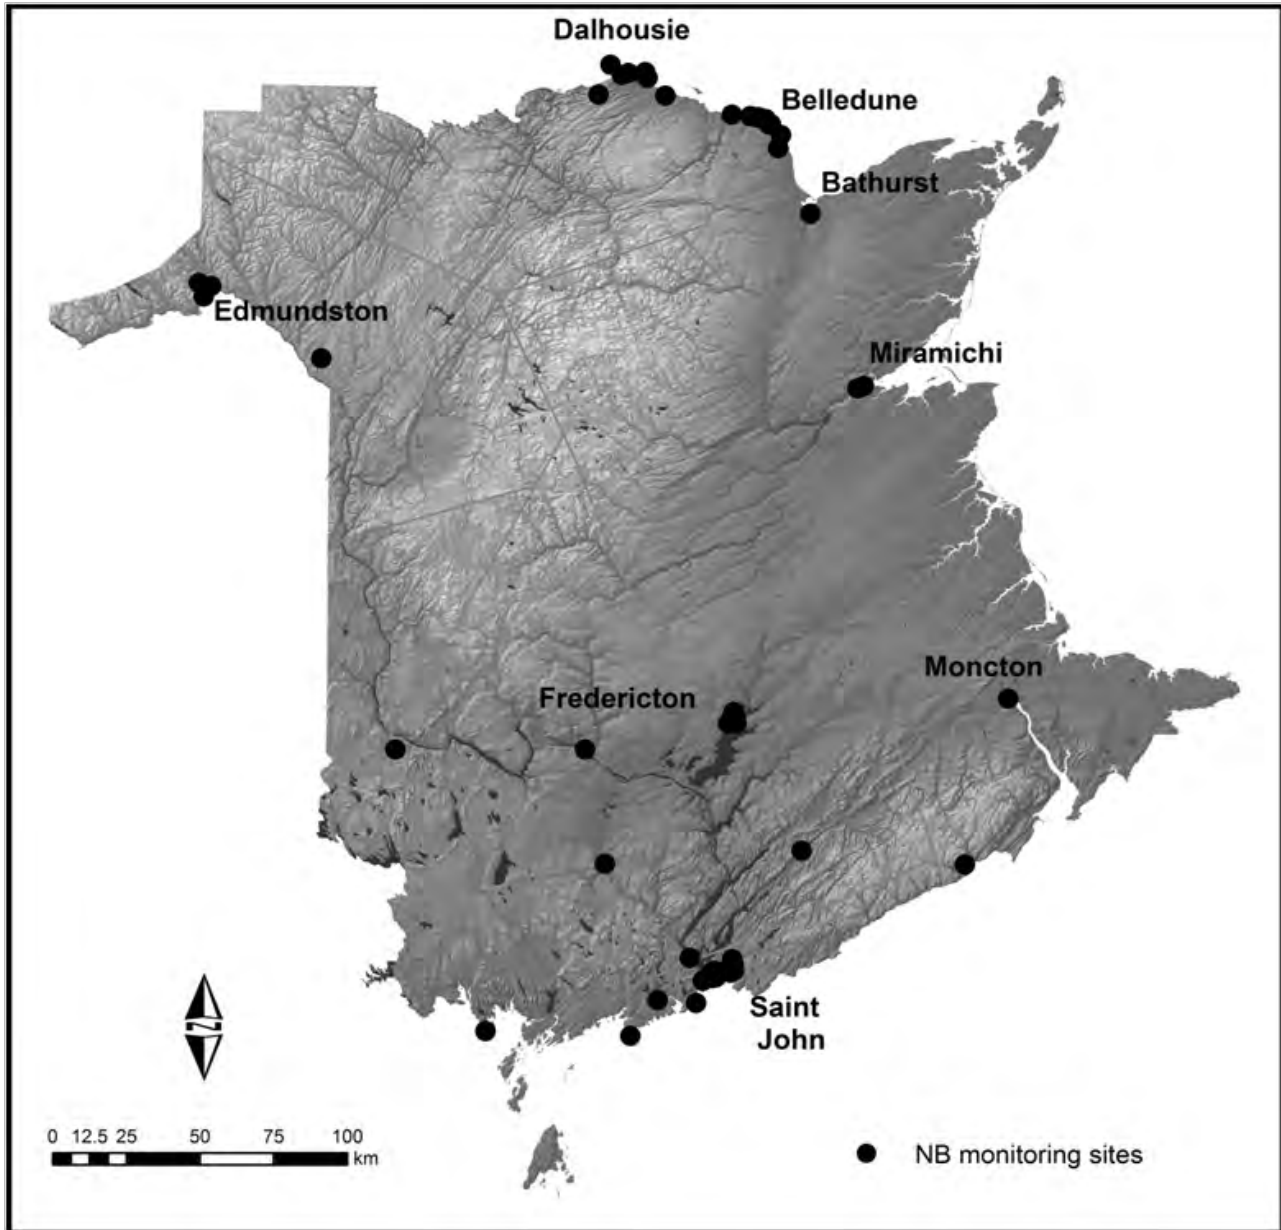 Dalhousie
Belledune
Bathurst
Edmundston
Miramichi
Moncton
Fredericton
Saint
John
N
0 12.5 25 50 75 100
km
NB monitoring sites